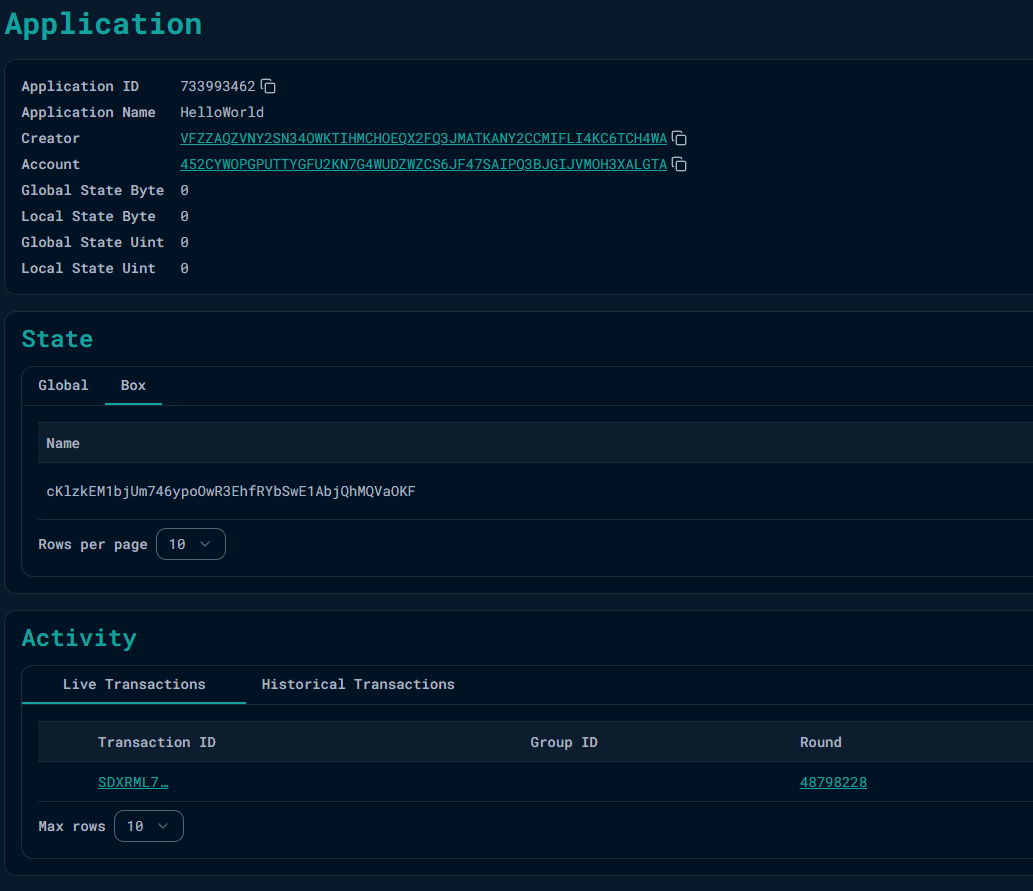 Application
Application ID 733993462
Application Name HelloWorld
Creator VFZZAQZVNY2SN34OWKTIHMCHOEQX2FQ3JMATKANY2CCMIFLI4KC6TCH4WA
Account 452CYWOPGPUTTYGFU2KN7G4WUDZWZCS6JF47SAIPQ3BJGIJVMOH3XALGTA
Global State Byte 0
Local State Byte 0
Global State Uint 0
Local State Uint 0
State
Global Box
Name
cKlzkEM1bjUm746ypoOwR3EhfRYbSwE1AbjQhMQVaOKF
Rows per page 10
Activity
Live Transactions Historical Transactions
Transaction ID Group ID Round
SDXRML7… 48798228
Max rows 10